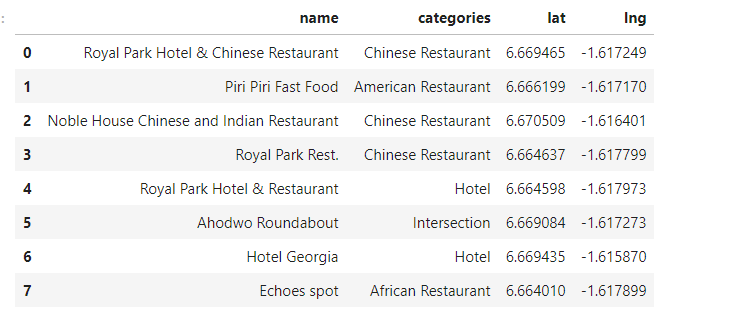 :
name categories lat lng
0 Royal Park Hotel & Chinese Restaurant Chinese Restaurant 6.669465 -1.617249
1 Piri Piri Fast Food American Restaurant 6.666199 -1.617170
2 Noble House Chinese and Indian Restaurant Chinese Restaurant 6.670509 -1.616401
3 Royal Park Rest. Chinese Restaurant 6.664637 -1.617799
4 Royal Park Hotel & Restaurant Hotel 6.664598 -1.617973
5 Ahodwo Roundabout Intersection 6.669084 -1.617273
6 Hotel Georgia Hotel 6.669435 -1.615870
7 Echoes spot African Restaurant 6.664010 -1.617899